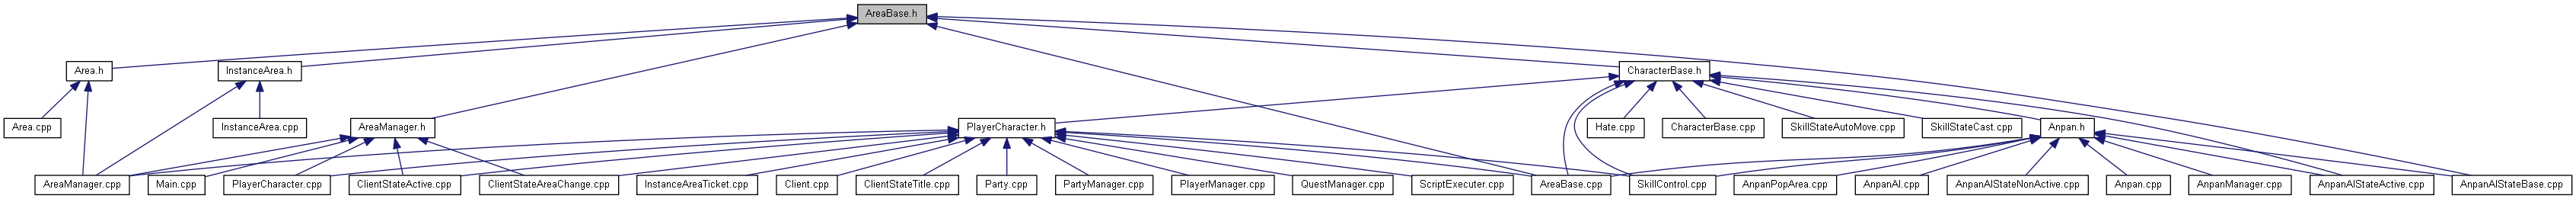 AreaBase.h
Area.h
InstanceArea.h
CharacterBase.h
Area.cpp
InstanceArea.cpp
AreaManager.h
PlayerCharacter.h
Hate.cpp
CharacterBase.cpp
SkillStateAutoMove.cpp
SkillStateCast.cpp
Anpan.h
AreaManager.cpp
Main.cpp
PlayerCharacter.cpp
ClientStateActive.cpp
ClientStateAreaChange.cpp
InstanceAreaTicket.cpp
Client.cpp
ClientStateTitle.cpp
Party.cpp
PartyManager.cpp
PlayerManager.cpp
QuestManager.cpp
ScriptExecuter.cpp
AreaBase.cpp
SkillControl.cpp
AnpanPopArea.cpp
AnpanAI.cpp
AnpanAIStateNonActive.cpp
Anpan.cpp
AnpanManager.cpp
AnpanAIStateActive.cpp
AnpanAIStateBase.cpp